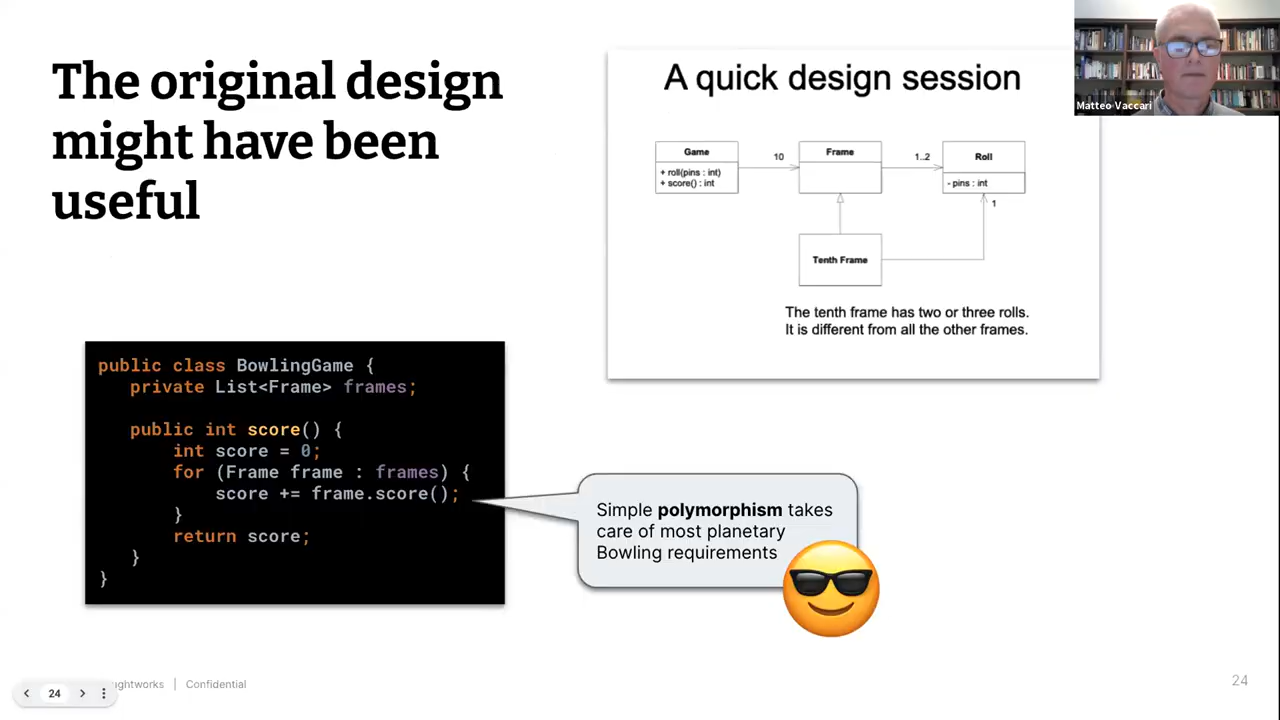 The original design
might have been
useful
A quick design session
Game
+ roll(pins : int)
+ score() : int
10
Frame
1..2
Roll
- pins : int
1
Tenth Frame
The tenth frame has two or three rolls.
It is different from all the other frames.
Matteo Vaccari
public class BowlingGame {
private List<Frame> frames;
public int score() {
int score = 0;
for (Frame frame : frames) {
score += frame.score();
}
return score;
}
}
Simple polymorphism takes
care of most planetary
Bowling requirements
24
ughtworks | Confidential
24